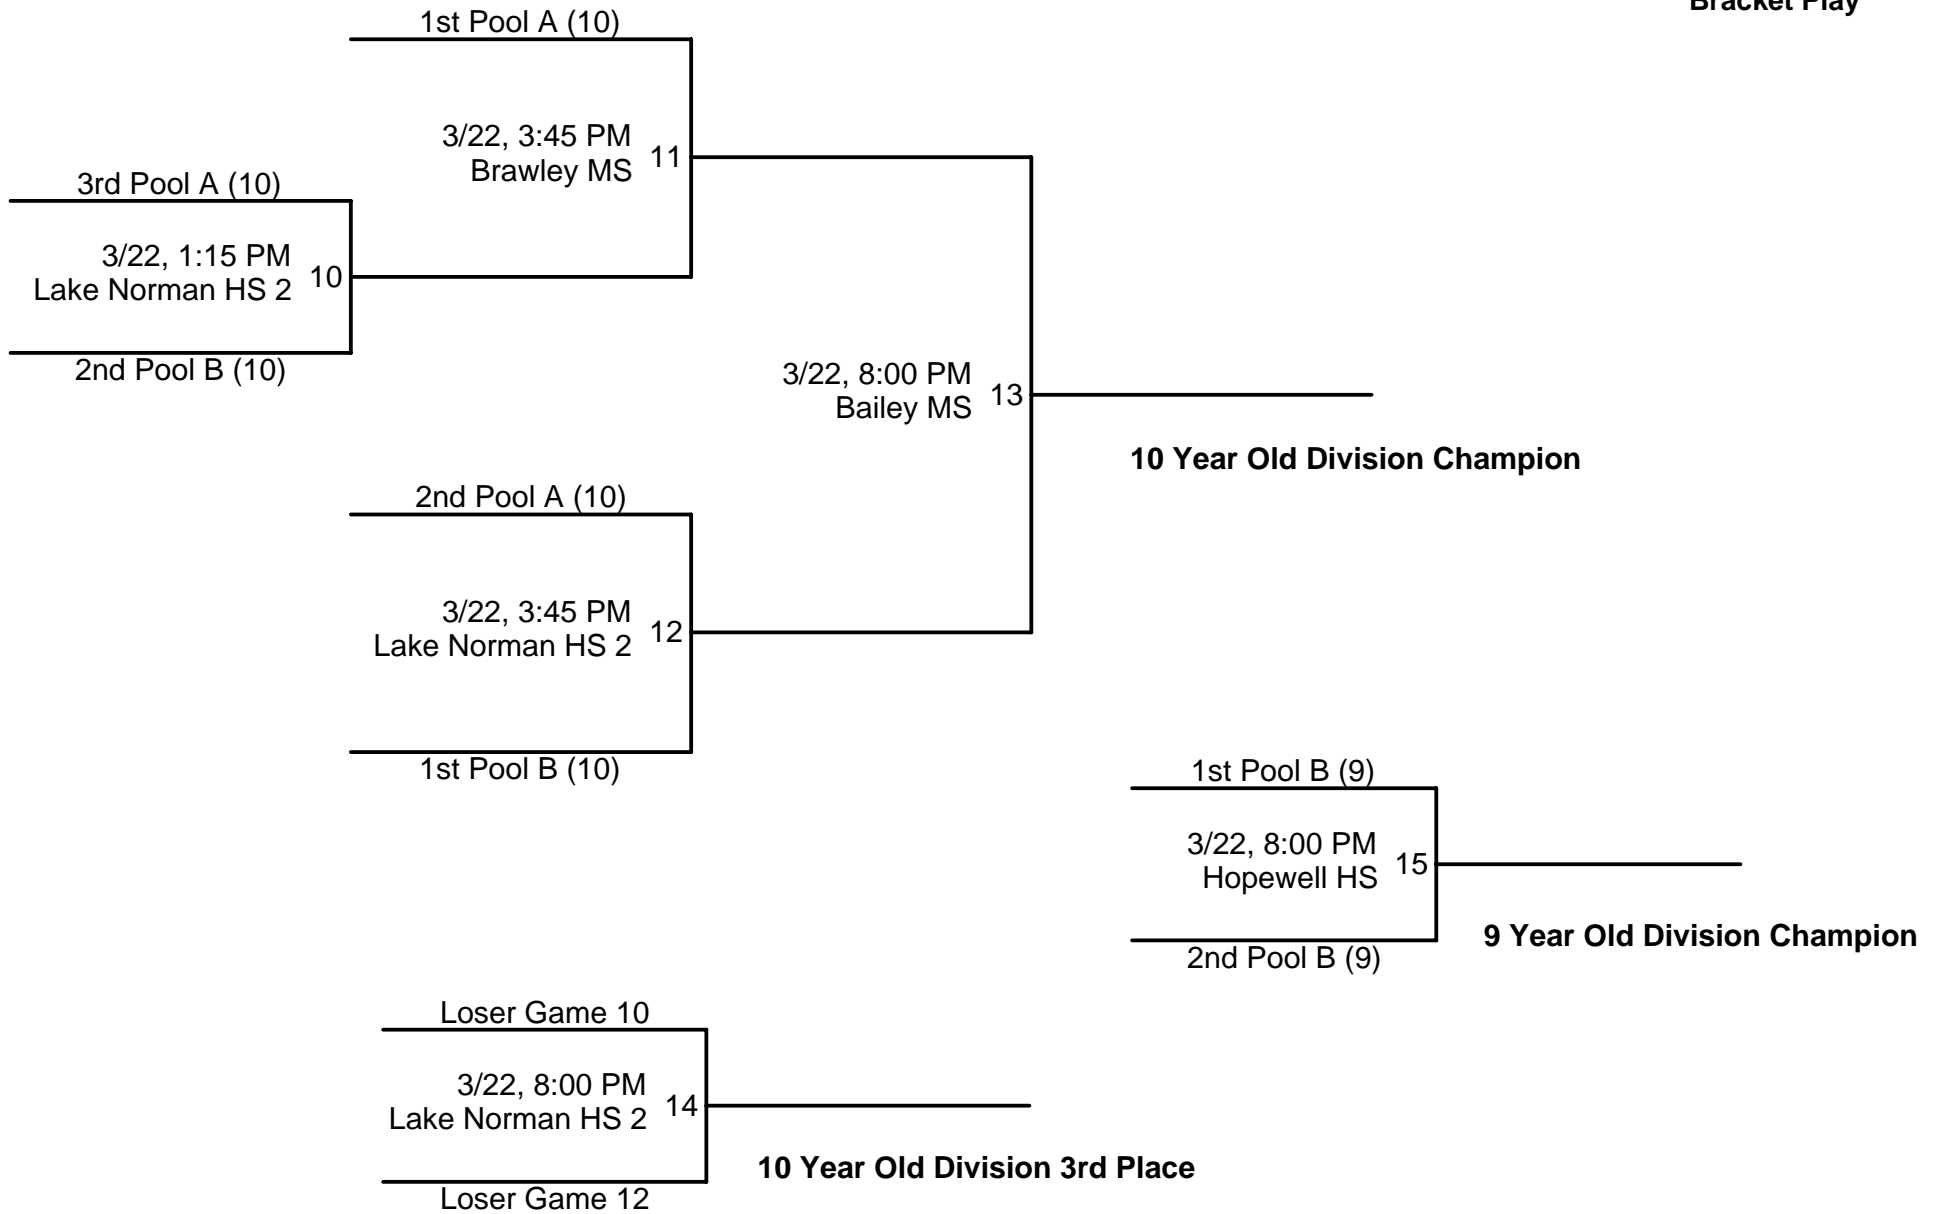 Bracket Play
1st Pool A (10)
3/22, 3:45 PM
Brawley MS
11
3rd Pool A (10)
3/22, 1:15 PM
Lake Norman HS 2
10
2nd Pool B (10)
3/22, 8:00 PM
Bailey MS
13
10 Year Old Division Champion
2nd Pool A (10)
3/22, 3:45 PM
Lake Norman HS 2
12
1st Pool B (10)
1st Pool B (9)
3/22, 8:00 PM
Hopewell HS
15
9 Year Old Division Champion
2nd Pool B (9)
Loser Game 10
3/22, 8:00 PM
Lake Norman HS 2
14
10 Year Old Division 3rd Place
Loser Game 12